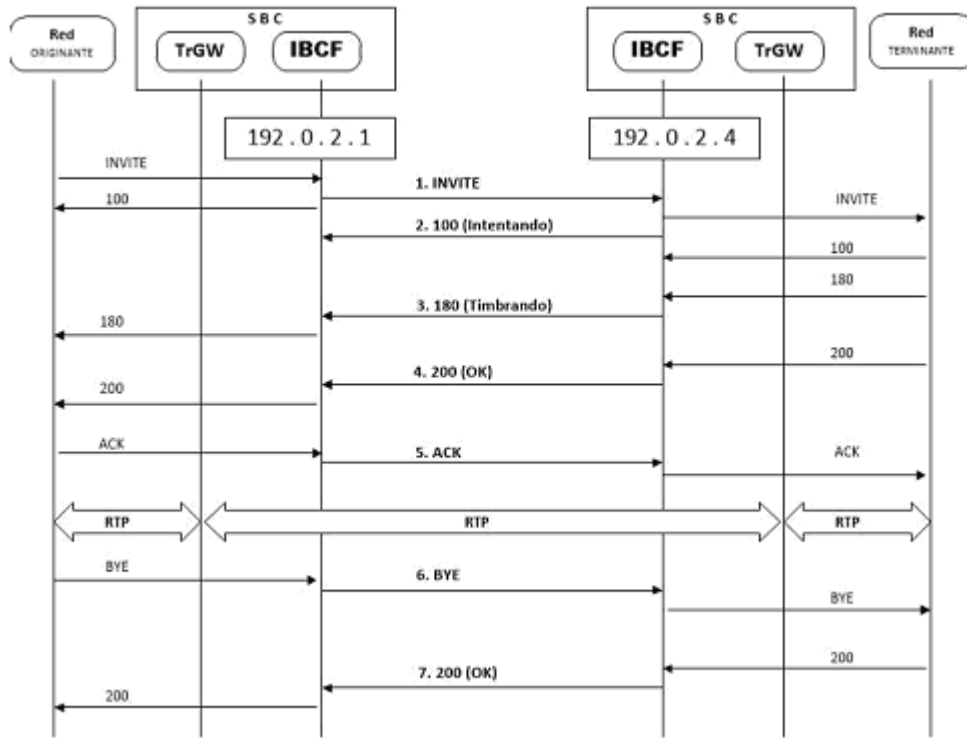 S B C
S B C
Red
ORIGINANTE
TrGW
IBCF
IBCF
TrGW
Red
TERMINANTE
192.0.2.1
192.0.2.4
INVITE
1. INVITE
100
INVITE
2. 100 (Intentando)
100
180
3. 180 (Timbrando)
180
200
4. 200 (OK)
200
ACK
5. ACK
ACK
RTP
RTP
RTP
BYE
6. BYE
BYE
200
7. 200 (OK)
200